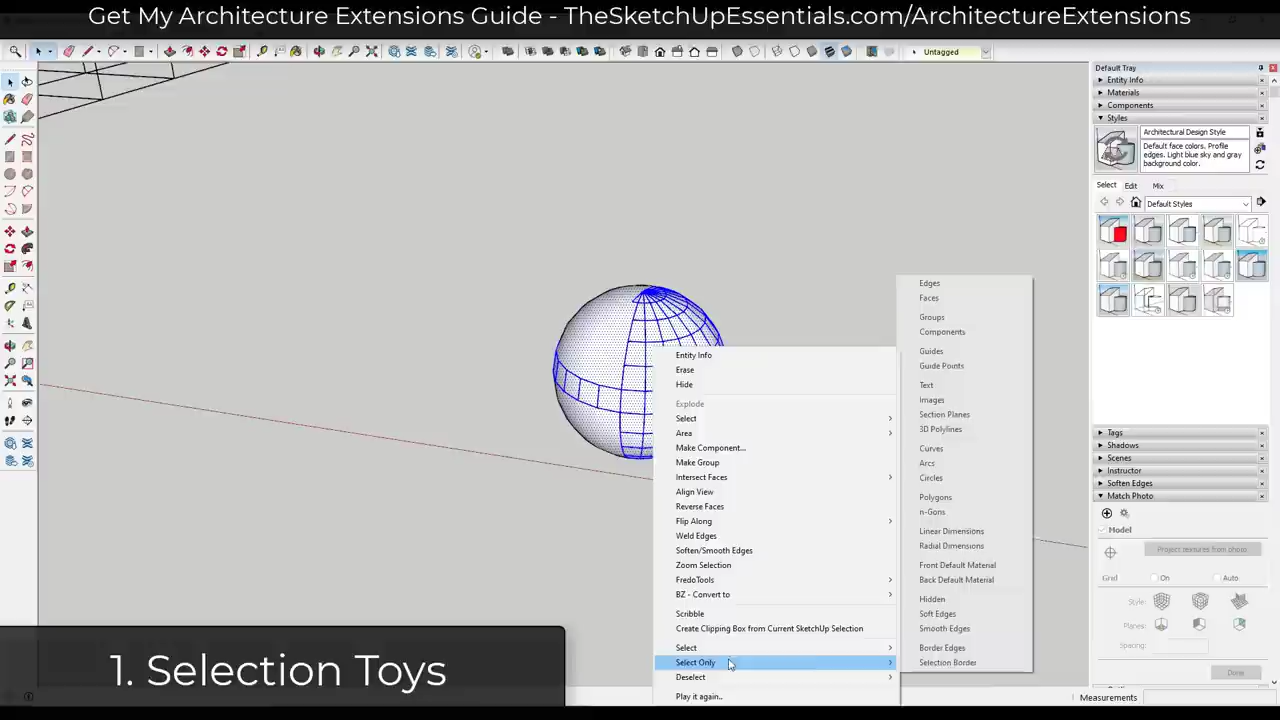 Get My Architecture Extensions Guide - TheSketchUpEssentials.com/ArchitectureExtensions
Untagged
Default Tray
Entity Info
Materials
Components
Styles
Architectural Design Style
Default face colors. Profile
edges. Light blue sky and gray
background color.
Select Edit Mix
Default Styles
Entity Info
Erase
Hide
Explode
Select
Area
Make Component...
Make Group
Intersect Faces
Align View
Reverse Faces
Flip Along
Weld Edges
Soften/Smooth Edges
Zoom Selection
FredoTools
BZ - Convert to
Scribble
Create Clipping Box from Current SketchUp Selection
Select
Select Only
Deselect
Play it again..
Edges
Faces
Groups
Components
Guides
Guide Points
Text
Images
Section Planes
3D Polylines
Curves
Arcs
Circles
Polygons
n-Gons
Linear Dimensions
Radial Dimensions
Front Default Material
Back Default Material
Hidden
Soft Edges
Smooth Edges
Border Edges
Selection Border
Tags
Shadows
Scenes
Instructor
Soften Edges
Match Photo
Model
Project textures from photo
Grid On Auto
Style:
Planes:
Spacing:
Done
1. Selection Toys
Measurements